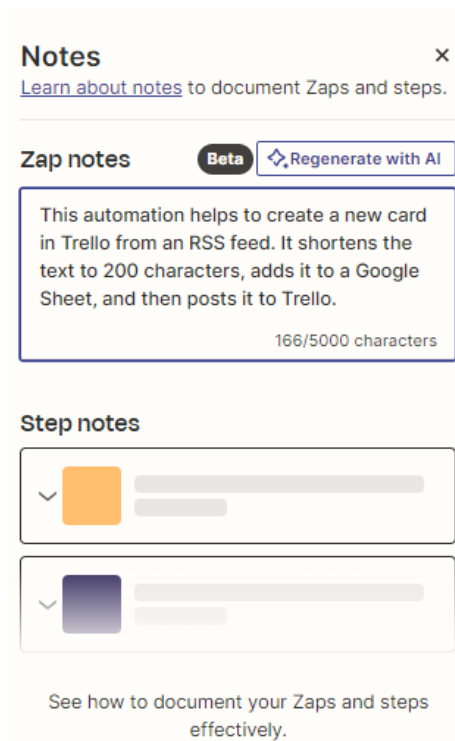 Notes
Learn about notes to document Zaps and steps.
Zap notes
Beta
Regenerate with AI
This automation helps to create a new card
in Trello from an RSS feed. It shortens the
text to 200 characters, adds it to a Google
Sheet, and then posts it to Trello.
166/5000 characters
Step notes
See how to document your Zaps and steps
effectively.